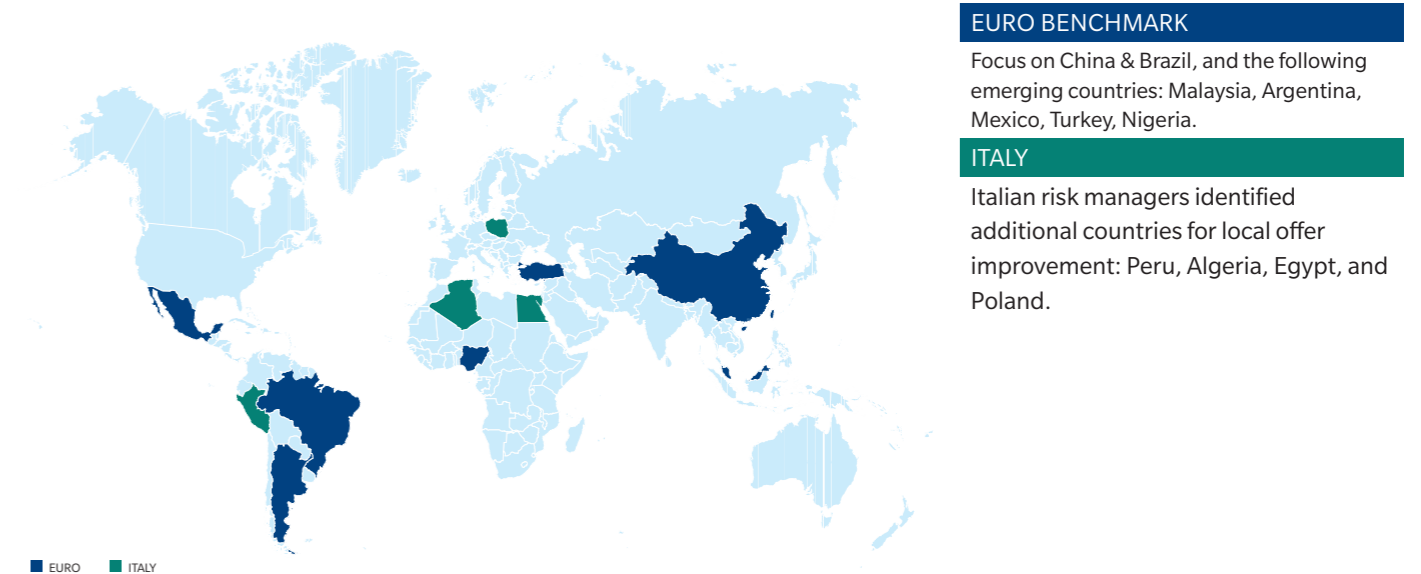 EURO BENCHMARK
Focus on China & Brazil, and the following
emerging countries: Malaysia, Argentina,
Mexico, Turkey, Nigeria.
ITALY
Italian risk managers identified
additional countries for local offer
improvement: Peru, Algeria, Egypt, and
Poland.
EURO
ITALY